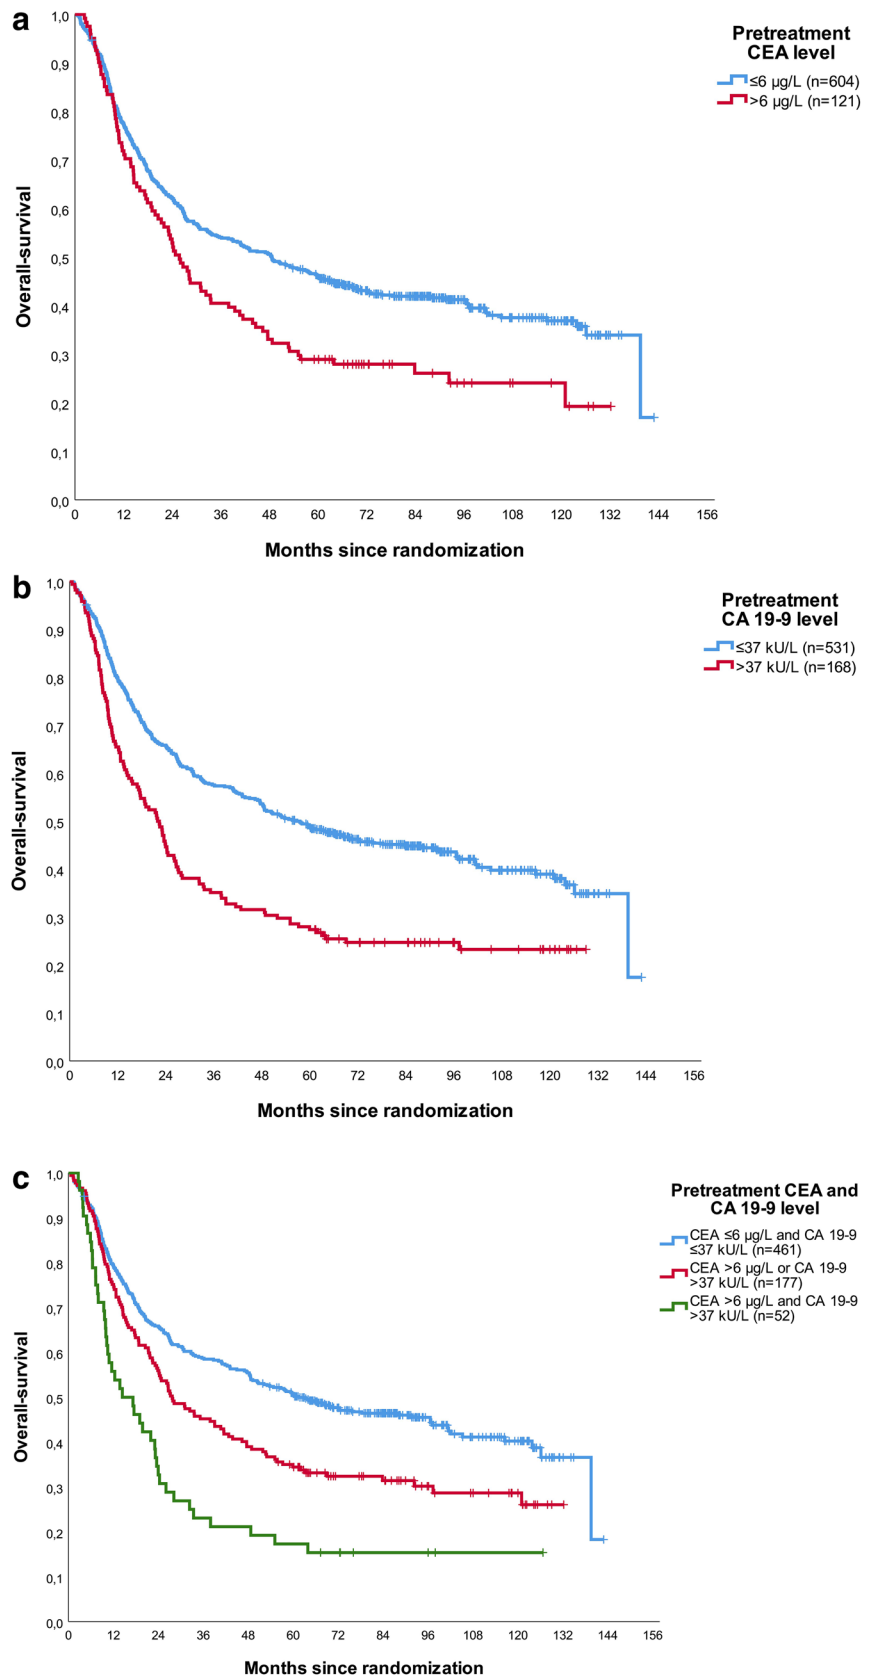 a
Pretreatment
CEA level
≤6 µg/L (n=604)
>6 µg/L (n=121)
Overall-survival
1,0
0,9
0,8
0,7
0,6
0,5
0,4
0,3
0,2
0,1
0,0
0 12 24 36 48 60 72 84 96 108 120 132 144 156
Months since randomization
b
Pretreatment
CA 19-9 level
≤37 kU/L (n=531)
>37 kU/L (n=168)
Overall-survival
1,0
0,9
0,8
0,7
0,6
0,5
0,4
0,3
0,2
0,1
0,0
0 12 24 36 48 60 72 84 96 108 120 132 144 156
Months since randomization
c
Pretreatment CEA and
CA 19-9 level
CEA ≤6 µg/L and CA 19-9
≤37 kU/L (n=461)
CEA >6 µg/L or CA 19-9
>37 kU/L (n=177)
CEA >6 µg/L and CA 19-9
>37 kU/L (n=52)
Overall-survival
1,0
0,9
0,8
0,7
0,6
0,5
0,4
0,3
0,2
0,1
0,0
0 12 24 36 48 60 72 84 96 108 120 132 144 156
Months since randomization